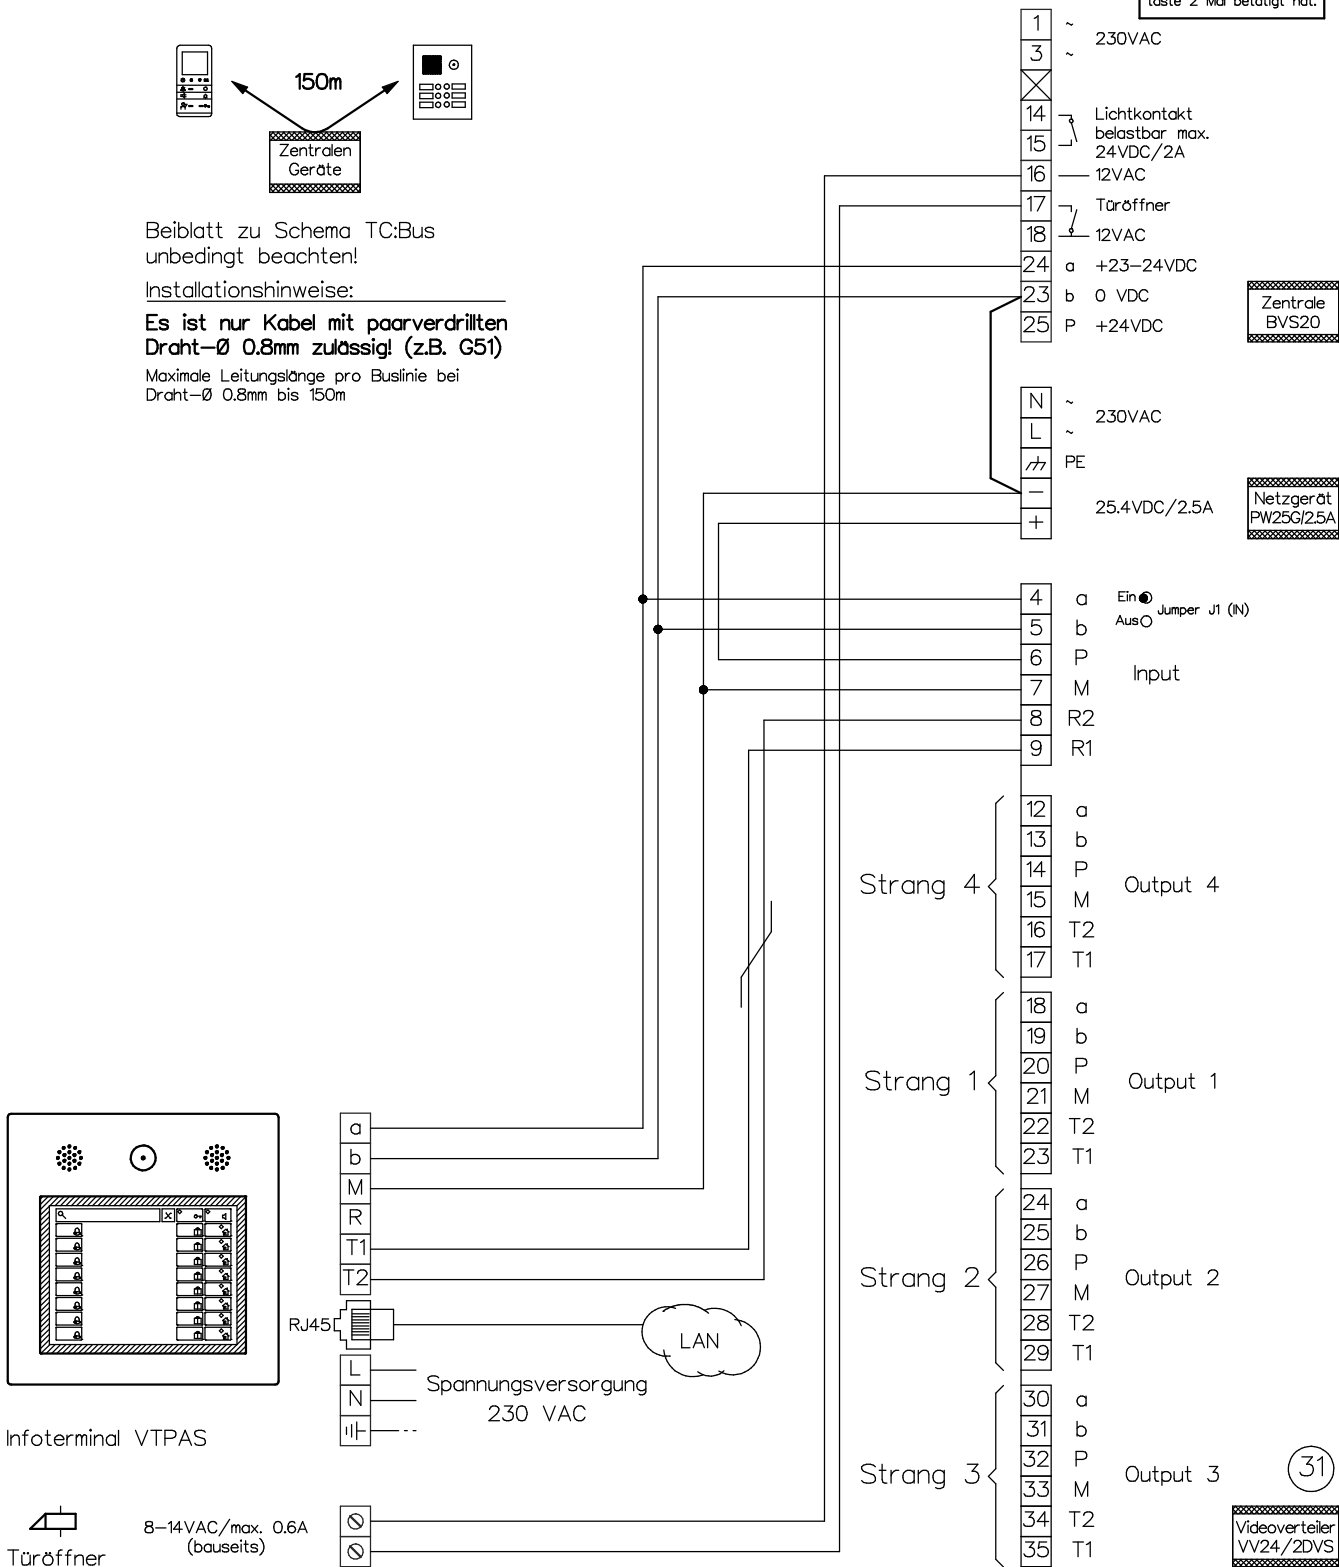 taste 2 Mal betätigt hat.
150m
Zentralen
Geräte
Beiblatt zu Schema TC:Bus
unbedingt beachten!
Installationshinweise:
Es ist nur Kabel mit paarverdrillten
Draht-Ø 0.8mm zulässig! (z.B. G51)
Maximale Leitungslänge pro Buslinie bei
Draht-Ø 0.8mm bis 150m
1 ~
230VAC
3 ~
14 Lichtkontakt
belastbar max.
15
24VDC/2A
16 12VAC
17 Türöffner
18 12VAC
24 a +23-24VDC
23 b 0 VDC
25 P +24VDC
Zentrale
BVS20
N ~
230VAC
L ~
PE
-
25.4VDC/2.5A
+
Netzgerät
PW25G/2.5A
4 a
5 b
6 P
7 M
8 R2
9 R1
Ein
Jumper J1 (IN)
Aus
Input
12 a
13 b
14 P
Strang 4
15 M
Output 4
16 T2
17 T1
18 a
19 b
20 P
Strang 1
21 M
Output 1
22 T2
23 T1
24 a
25 b
26 P
Strang 2
27 M
Output 2
28 T2
29 T1
30 a
31 b
32 P
Strang 3
33 M
Output 3
34 T2
35 T1
31
Videoverteiler
VV24/2DVS
a
b
M
R
T1
T2
RJ45
LAN
L
N
Spannungsversorgung
230 VAC
Infoterminal VTPAS
Türöffner
8-14VAC/max. 0.6A
(bauseits)